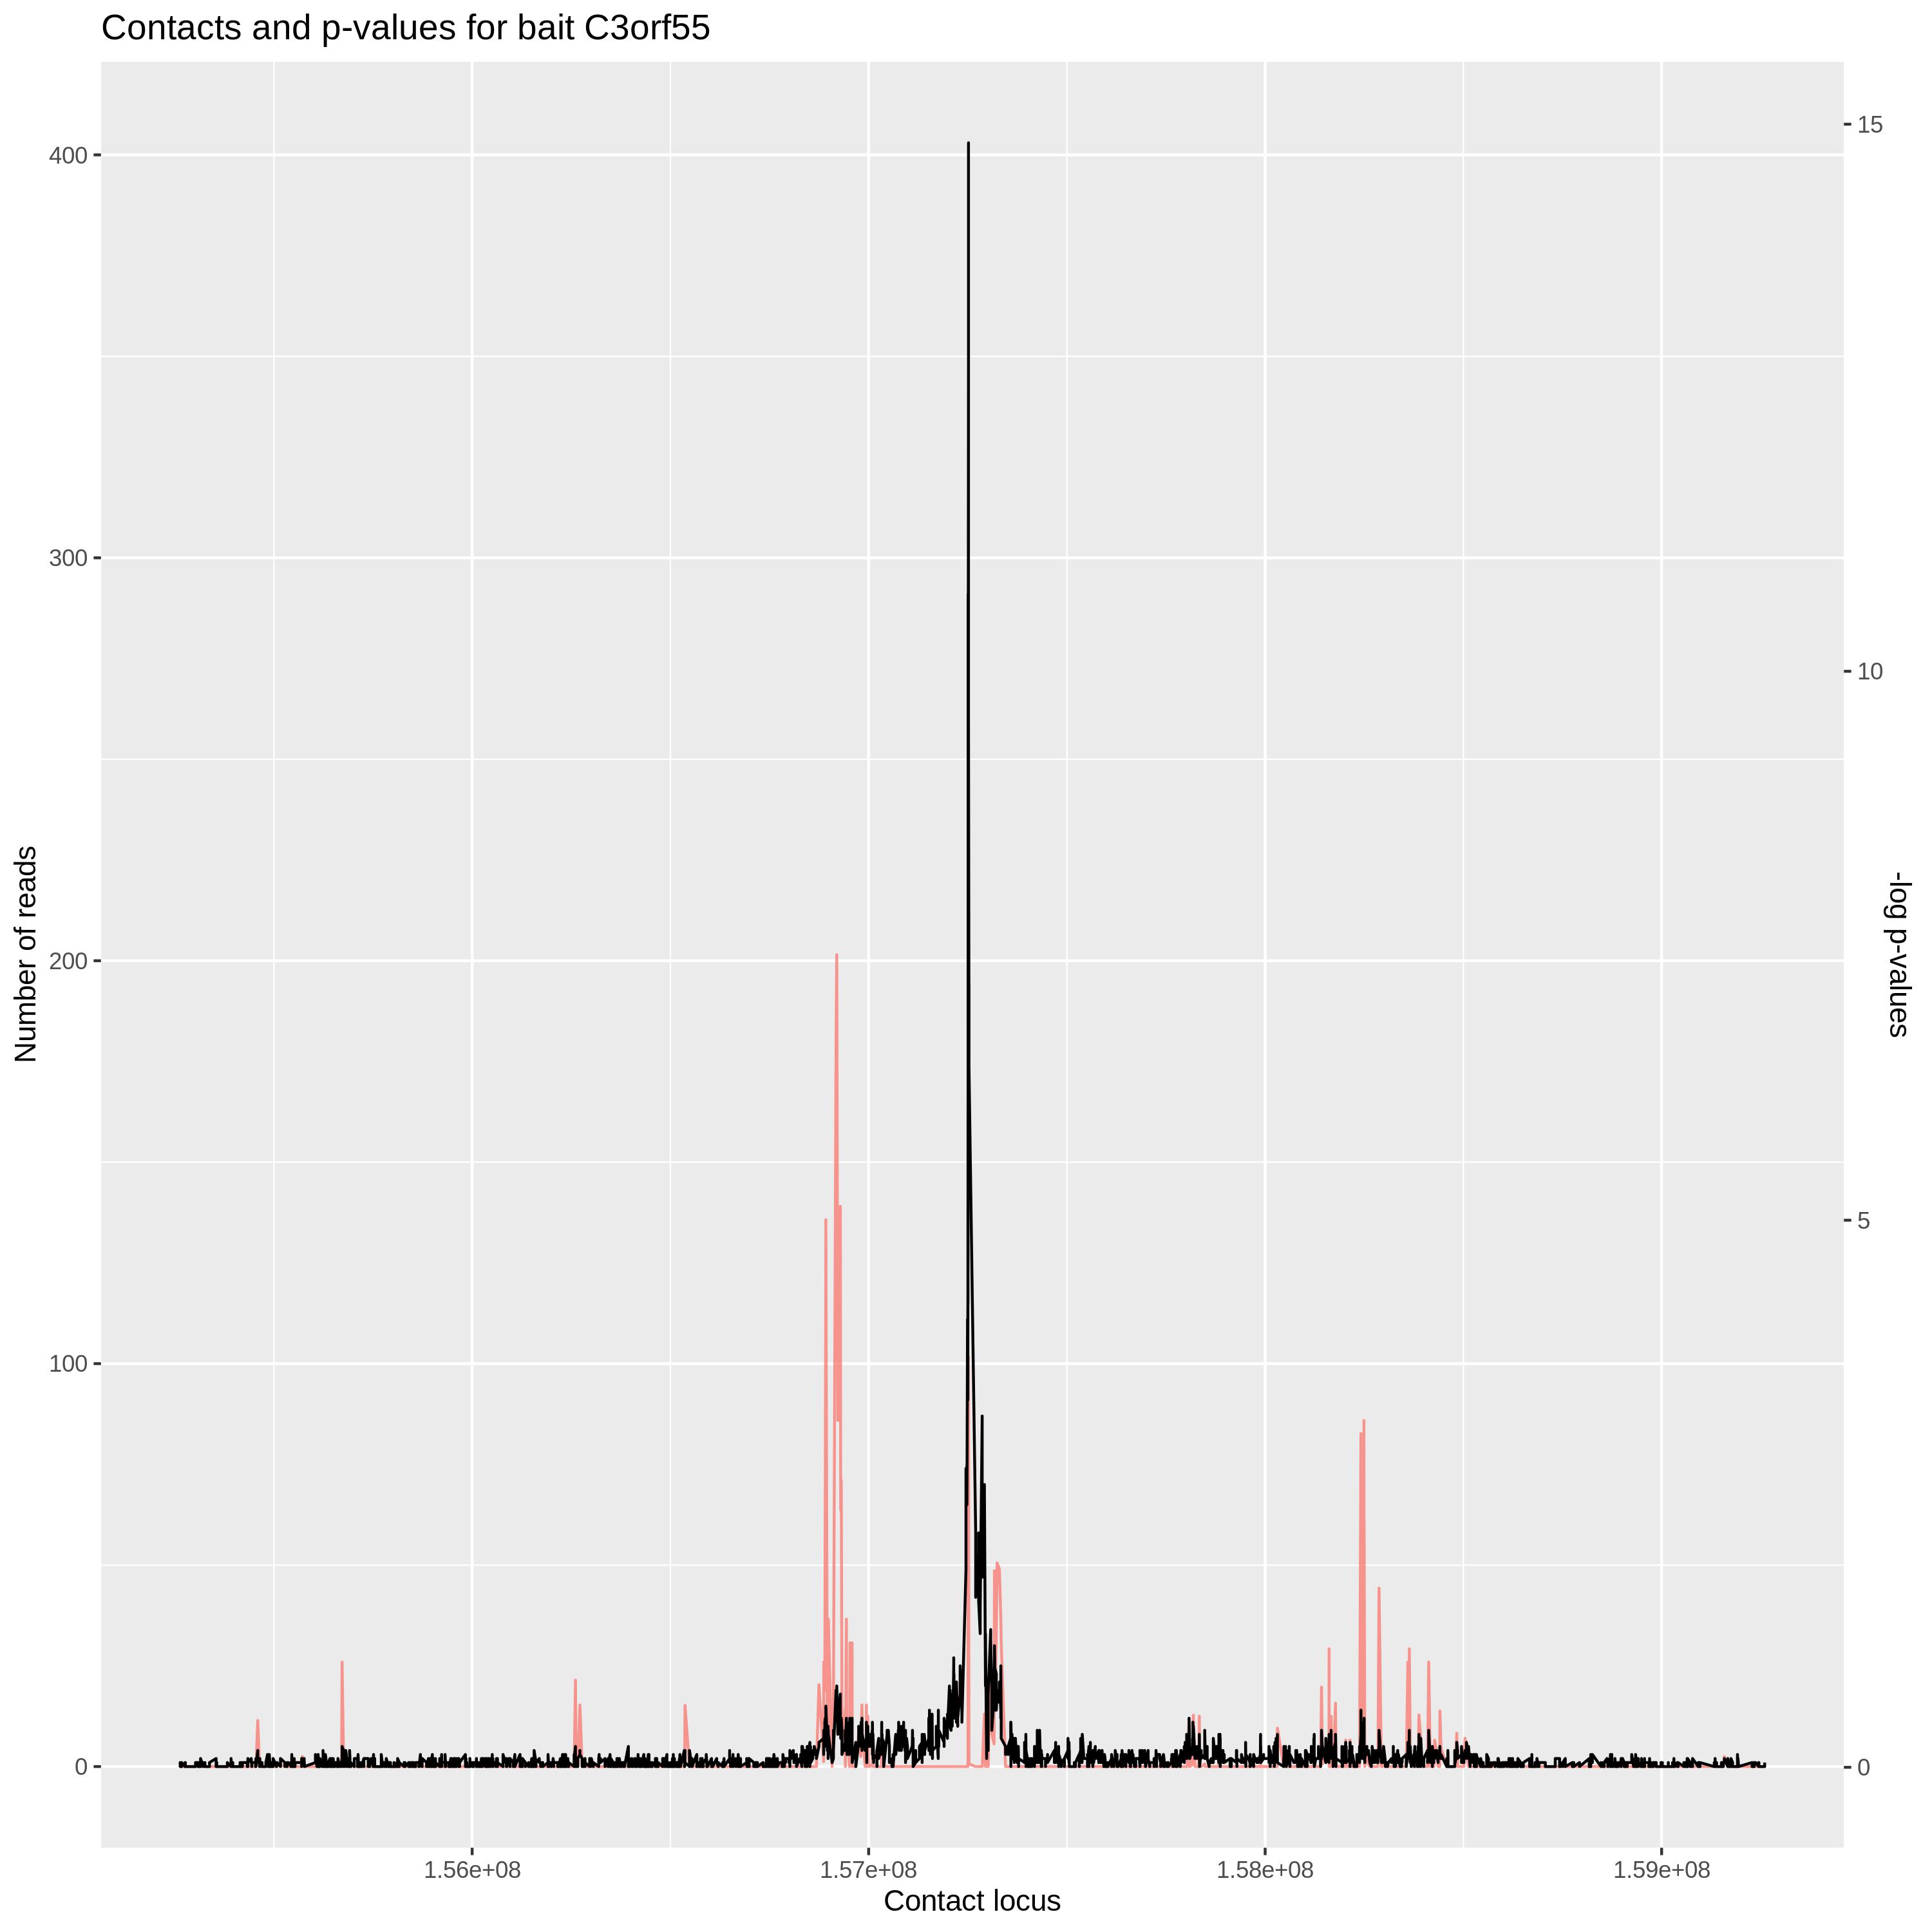 Contacts and p-values for bait C3orf55
400
300
200
100
0
Number of reads
15
10
5
0
-log p-values
1.56e+08 1.57e+08 1.58e+08 1.59e+08
Contact locus